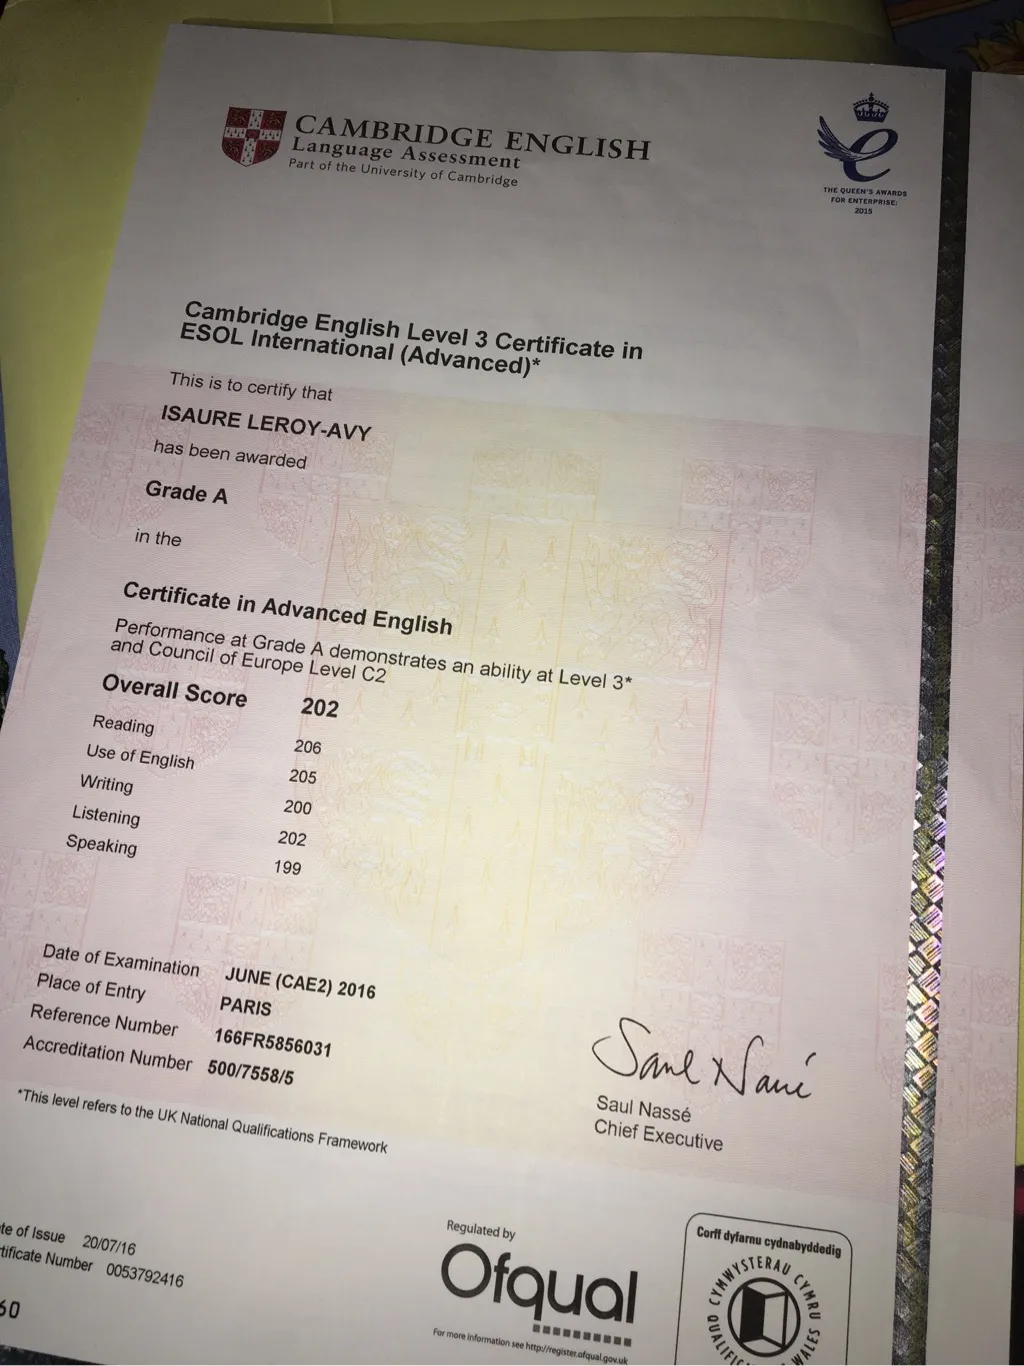 CAMBRIDGE ENGLISH
Language Assessment
Part of the University of Cambridge
THE QUEEN'S AWARDS
FOR ENTERPRISE:
2015
Cambridge English Level 3 Certificate in
ESOL International (Advanced)*
This is to certify that
ISAURE LEROY-AVY
has been awarded
Grade A
in the
Certificate in Advanced English
Performance at Grade A demonstrates an ability at Level 3*
and Council of Europe Level C2
Overall Score 202
Reading 206
Use of English 205
Writing 200
Listening 202
Speaking 199
Date of Examination JUNE (CAE2) 2016
Place of Entry PARIS
Reference Number 166FR5856031
Accreditation Number 500/7558/5
*This level refers to the UK National Qualifications Framework
Saul Nassé
Saul Nassé
Chief Executive
te of Issue 20/07/16
rtificate Number 0053792416
60
Regulated by
Ofqual
For more information see http://register.ofqual.gov.uk
Corff dyfarnu cydnabyddedig
CYMWYSTERAU CYMRU
WALES